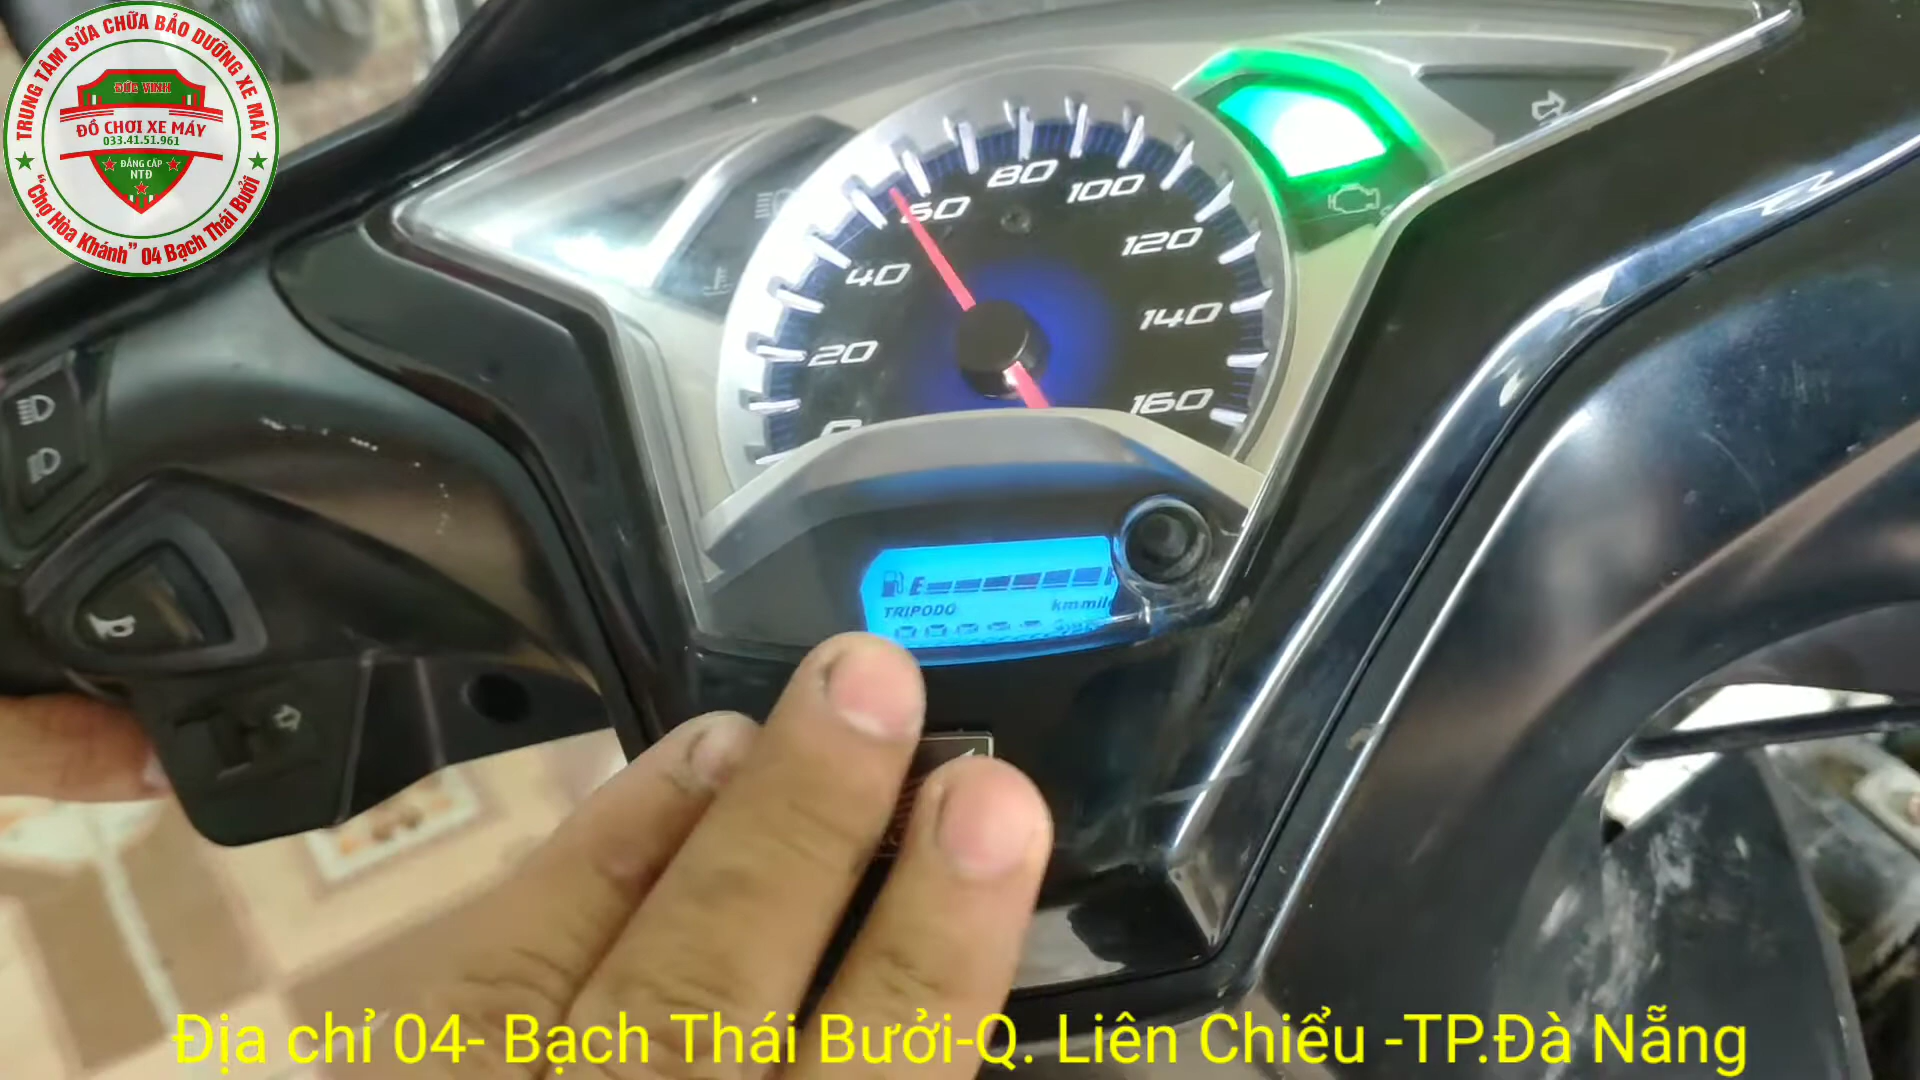 TRUNG TÂM SỬA CHỮA BẢO DƯỠNG XE MÁY
ĐỨC VINH
ĐỒ CHƠI XE MÁY
033.41.51.961
ĐẲNG CẤP
NTĐ
“Chợ Hòa Khánh” 04 Bạch Thái Bưởi
0
20
40
60
80
100
120
140
160
E
TRIPODO
kmmile
Địa chỉ 04- Bạch Thái Bưởi-Q. Liên Chiểu -TP.Đà Nẵng